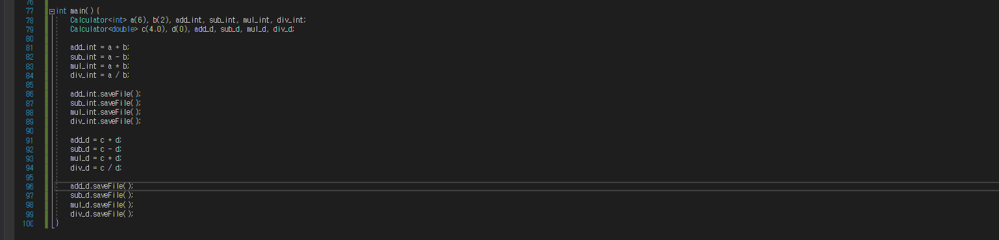 76
77 int main() {
78 Calculator<int> a(6), b(2), add_int, sub_int, mul_int, div_int;
79 Calculator<double> c(4.0), d(0), add_d, sub_d, mul_d, div_d;
80
81 add_int = a + b;
82 sub_int = a - b;
83 mul_int = a * b;
84 div_int = a / b;
85
86 add_int.saveFile();
87 sub_int.saveFile();
88 mul_int.saveFile();
89 div_int.saveFile();
90
91 add_d = c + d;
92 sub_d = c - d;
93 mul_d = c * d;
94 div_d = c / d;
95
96 add_d.saveFile();
97 sub_d.saveFile();
98 mul_d.saveFile();
99 div_d.saveFile();
100 }